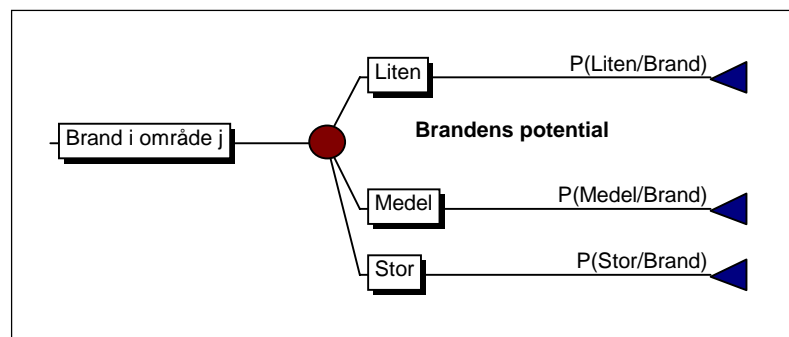 Liten
P(Liten/Brand)
Brand i område j
Brandens potential
Medel
P(Medel/Brand)
Stor
P(Stor/Brand)